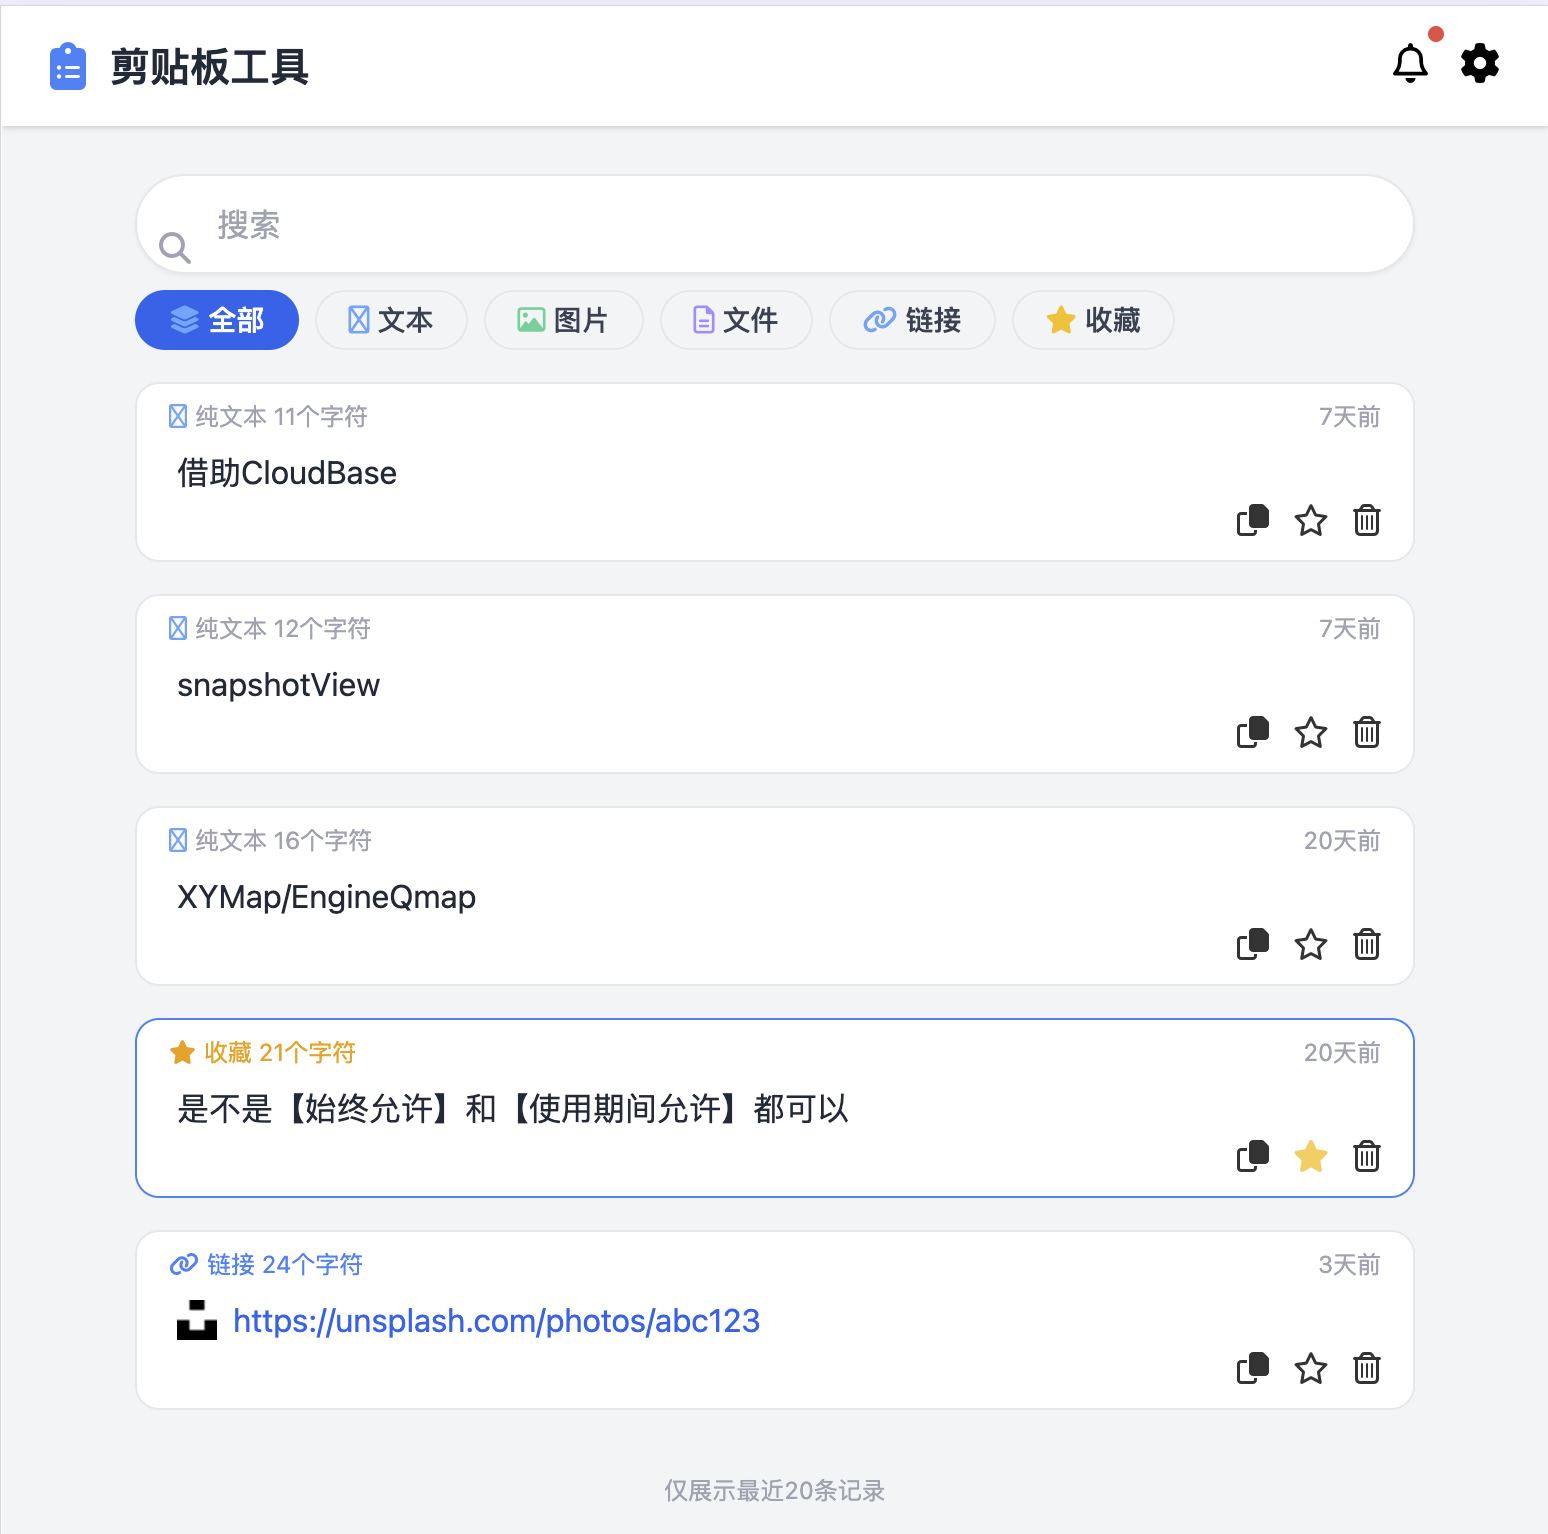 剪贴板工具
搜索
全部 文本 图片 文件 链接 收藏
纯文本 11个字符 7天前
借助CloudBase
纯文本 12个字符 7天前
snapshotView
纯文本 16个字符 20天前
XYMap/EngineQmap
收藏 21个字符 20天前
是不是【始终允许】和【使用期间允许】都可以
链接 24个字符 3天前
https://unsplash.com/photos/abc123
仅展示最近20条记录